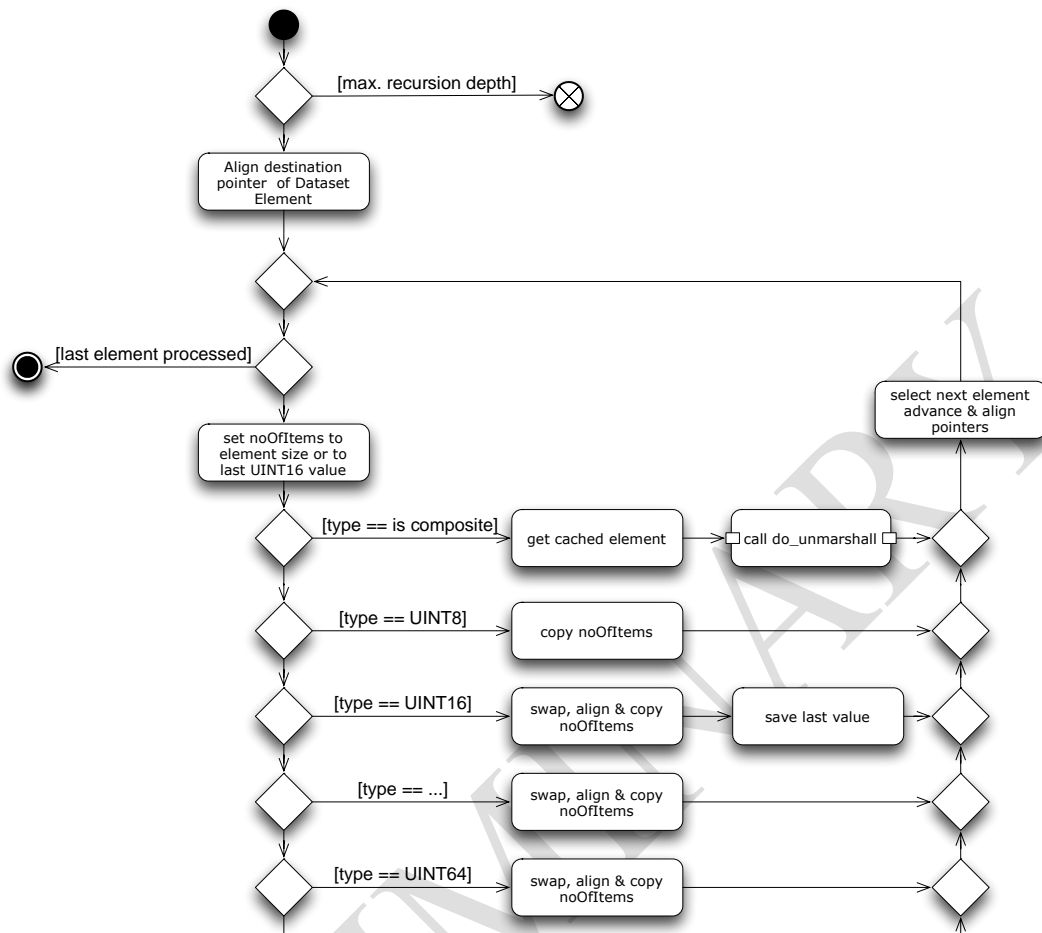 [max. recursion depth]
Align destination
pointer of Dataset
Element
[last element processed]
select next element
advance & align
pointers
set noOfItems to
element size or to
last UINT16 value
[type == is composite]
get cached element
call do_unmarshall
[type == UINT8]
copy noOfItems
[type == UINT16]
swap, align & copy
noOfItems
save last value
[type == ...]
swap, align & copy
noOfItems
[type == UINT64]
swap, align & copy
noOfItems
MINARY